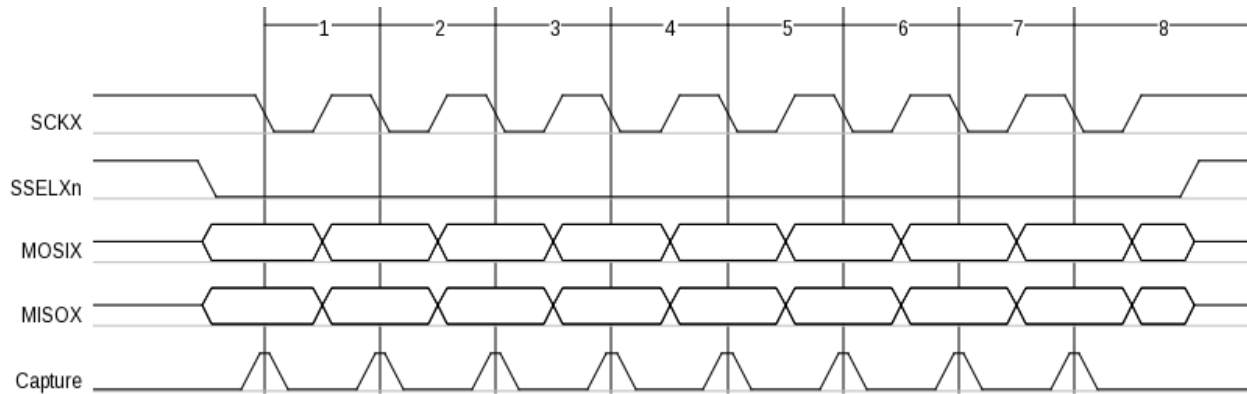 1 2 3 4 5 6 7 8
SCKX
SSELXn
MOSIX
MISOX
Capture